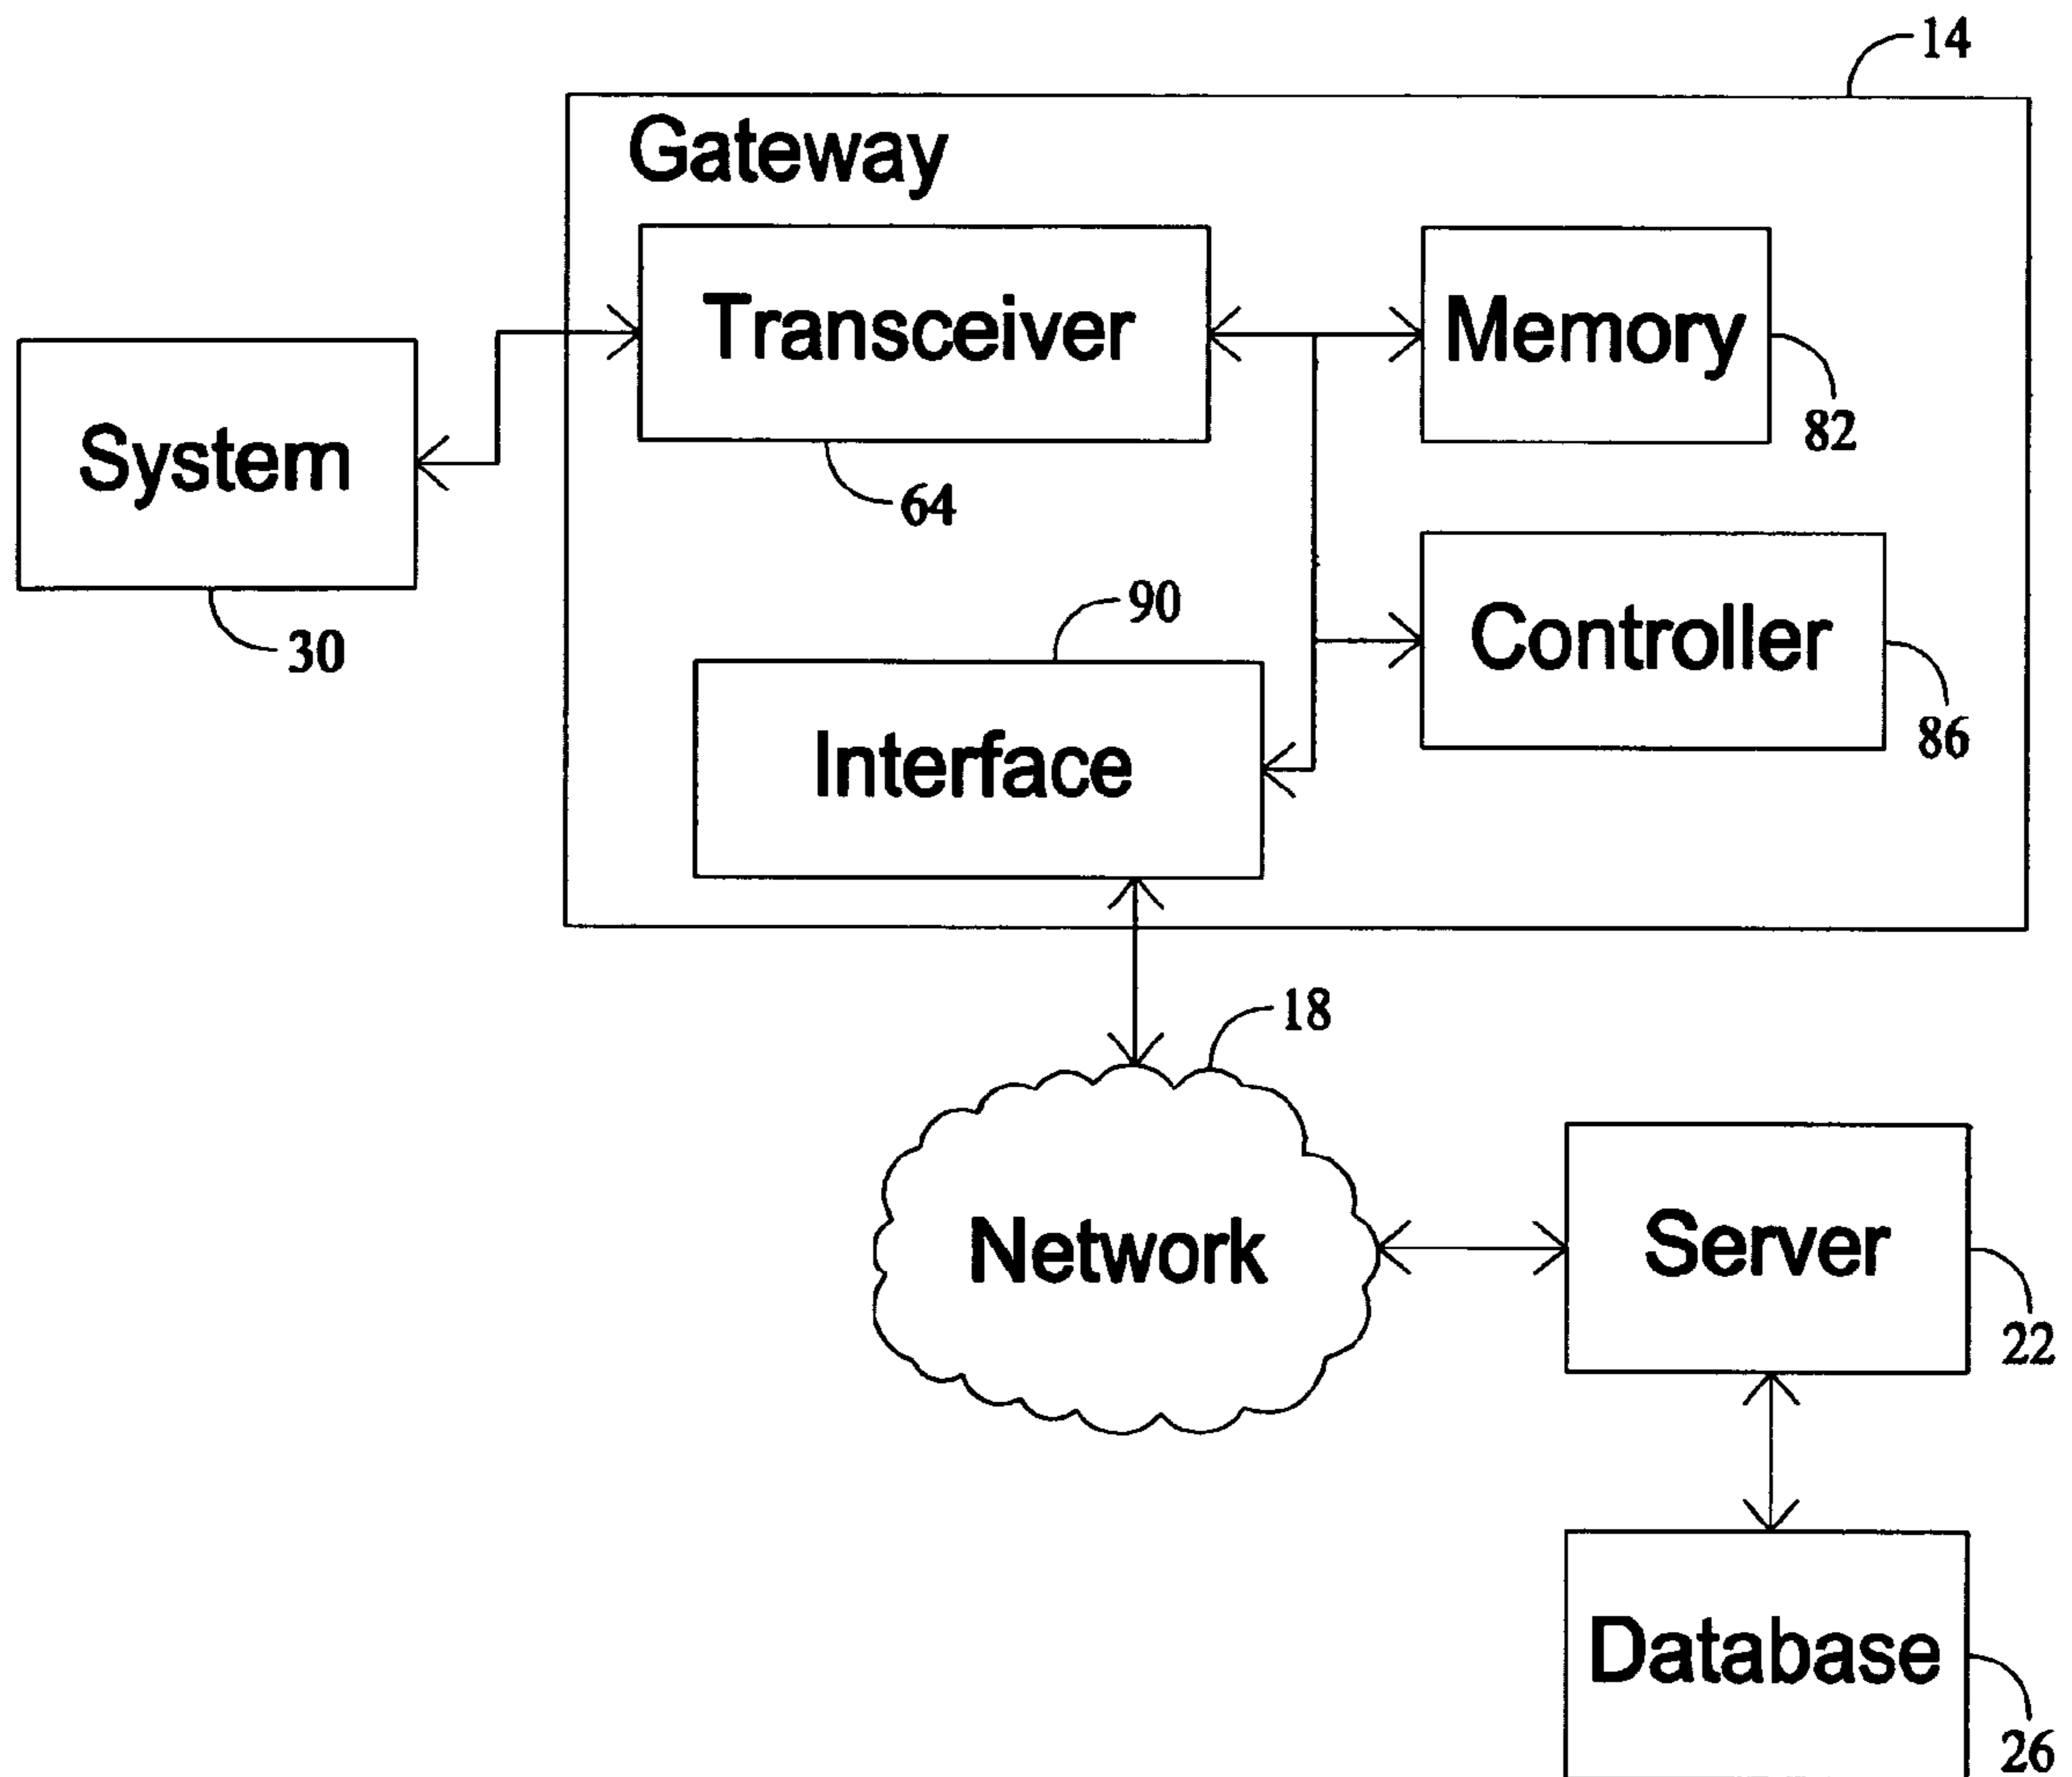 14
Gateway
Transceiver
Memory
System
82
64
90
Controller
30
86
Interface
18
Network
Server
22
Database
26